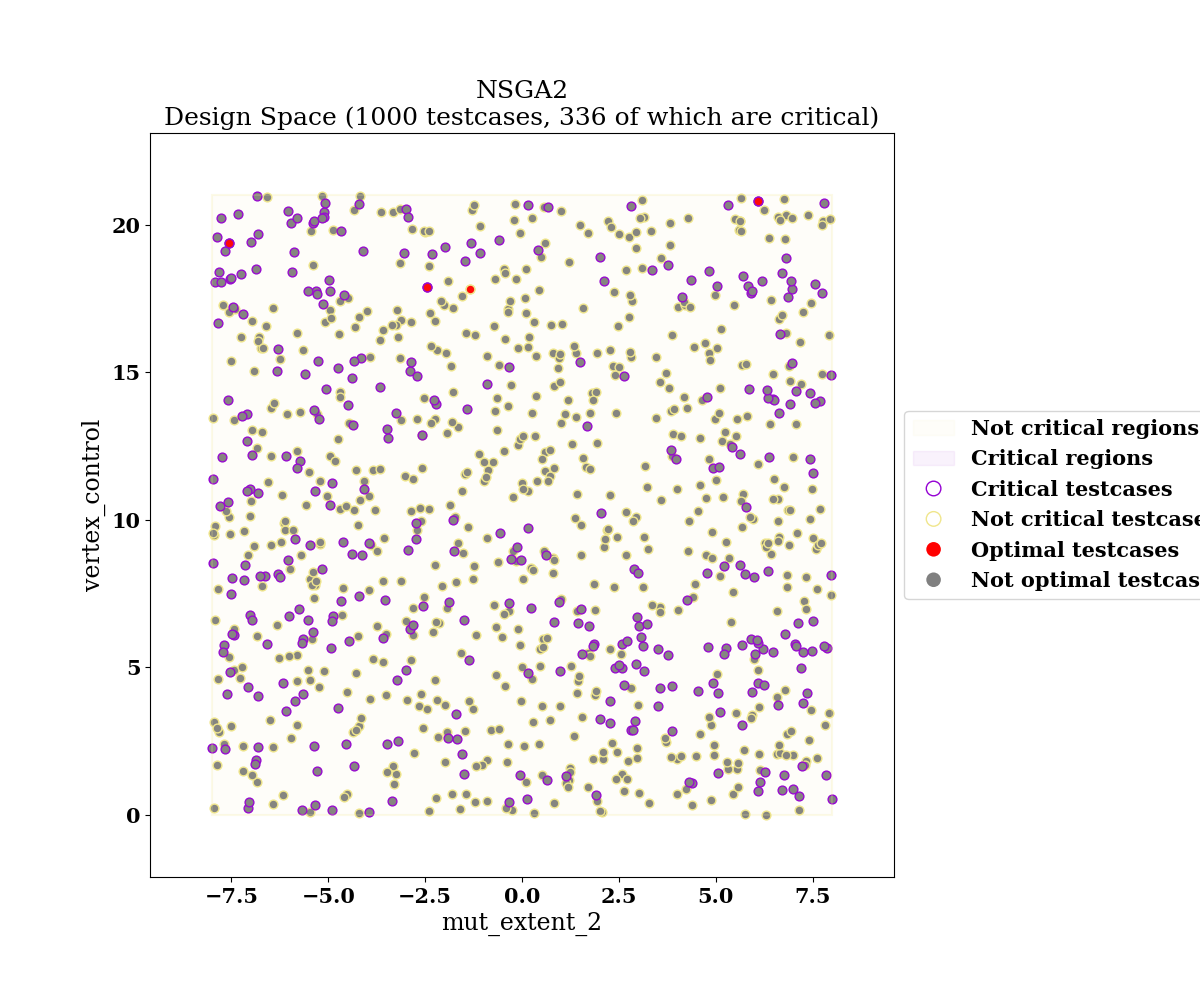 NSGA2
Design Space (1000 testcases, 336 of which are critical)
vertex_control
20
15
10
5
0
−7.5 −5.0 −2.5 0.0 2.5 5.0 7.5
mut_extent_2
Not critical regions
Critical regions
Critical testcases
Not critical testcase
Optimal testcases
Not optimal testcas